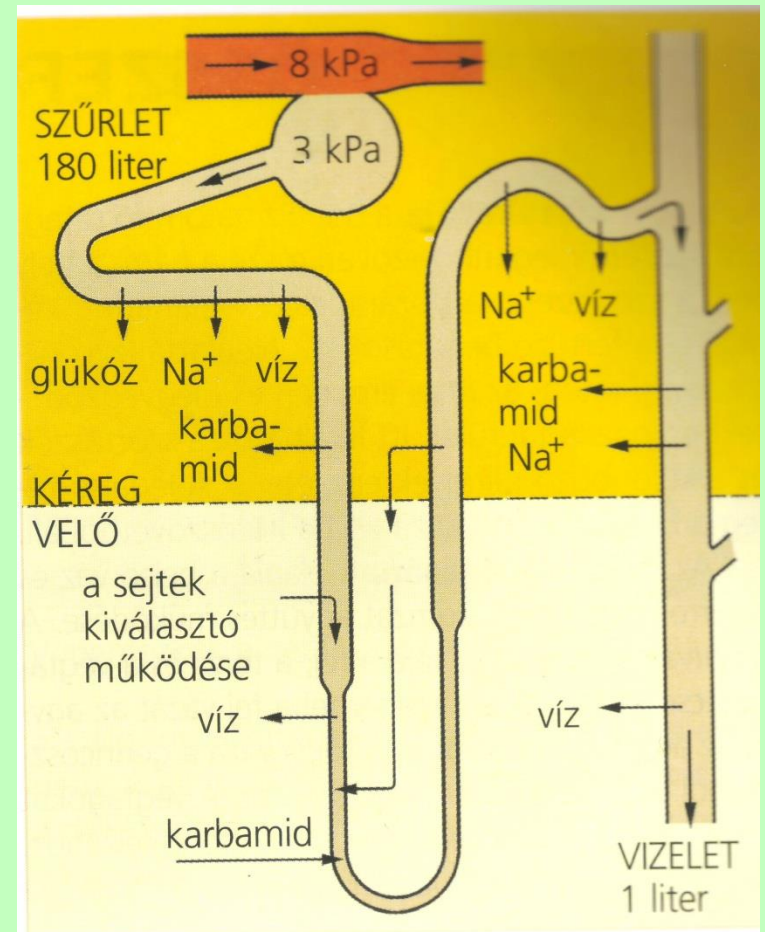 8 kPa
SZŰRLET
180 liter
3 kPa
glükóz Na⁺ víz
karba-
mid
Na⁺ víz
karba-
mid
Na⁺
KÉREG
VELŐ
a sejtek
kiválasztó
működése
víz
víz
karbamid
VIZELET
1 liter